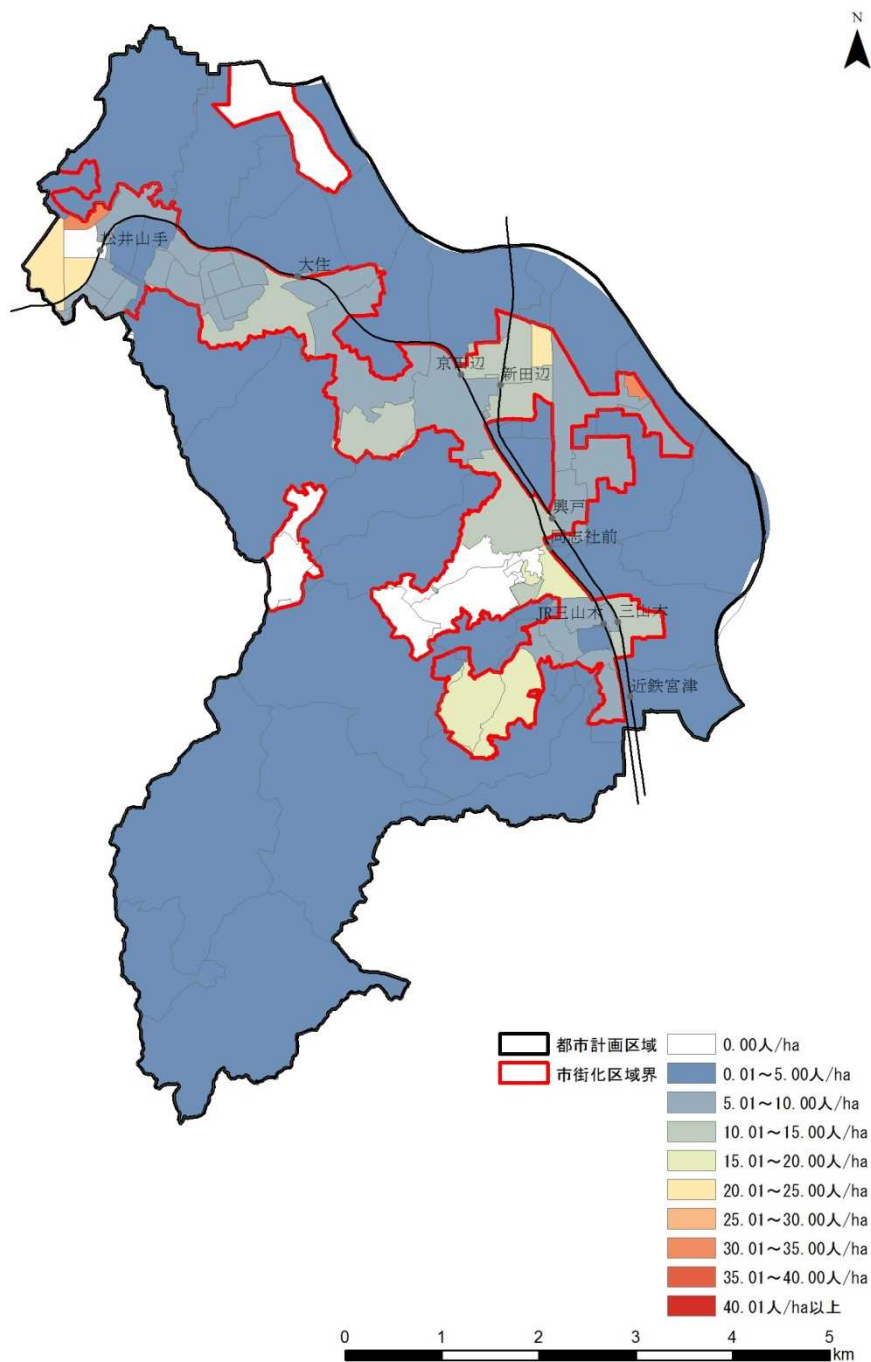 N
松井山手
大住
京田辺
新田辺
興戸
同志社前
JR三山木
三山木
近鉄宮津
都市計画区域
市街化区域界
0.00人/ha
0.01～5.00人/ha
5.01～10.00人/ha
10.01～15.00人/ha
15.01～20.00人/ha
20.01～25.00人/ha
25.01～30.00人/ha
30.01～35.00人/ha
35.01～40.00人/ha
40.01人/ha以上
0 1 2 3 4 5
km